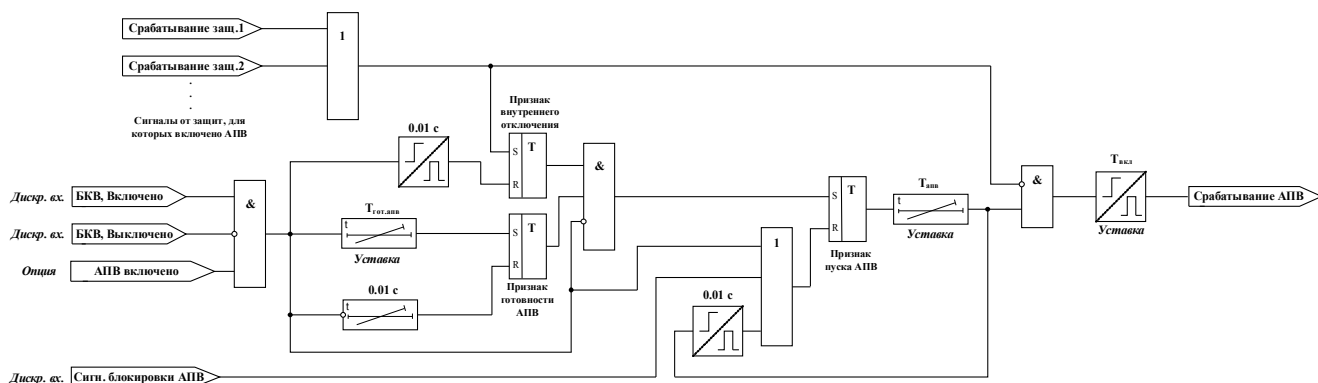 Срабатывание защ.1
1
Срабатывание защ.2
.
.
.
Сигналы от защит, для
которых включено АПВ
Признак
внутреннего
отключения
0.01 с
S
T
R
&
Дискр. вх.
БКВ, Включено
&
Дискр. вх.
БКВ, Выключено
Опция
АПВ включено
Tгот.апв
t
Уставка
S
T
R
Признак
готовности
АПВ
0.01 с
t
S
T
R
Признак
пуска АПВ
Tапв
t
Уставка
1
0.01 с
&
Tвкл
Уставка
Срабатывание АПВ
Дискр. вх.
Сигн. блокировки АПВ